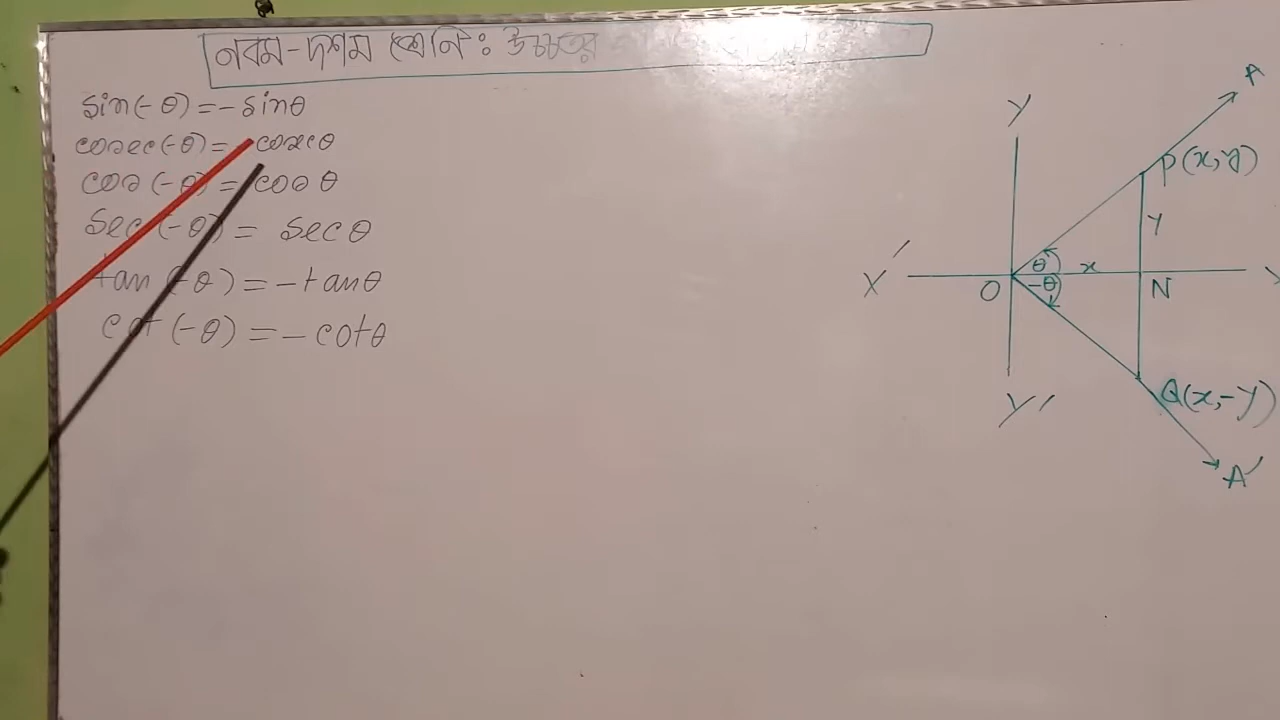 নবম-দশম শ্রেনি: উচ্চতর
sin(-θ)=-sinθ
cosec(-θ)= cosecθ
cos(-θ)= cosθ
sec(-θ)= secθ
tan(-θ)=-tanθ
cot(-θ)=-cotθ
A
Y
P(x,y)
Y
θ
x
X′
O
-θ
N
Y′
Q(x,-y)
A′